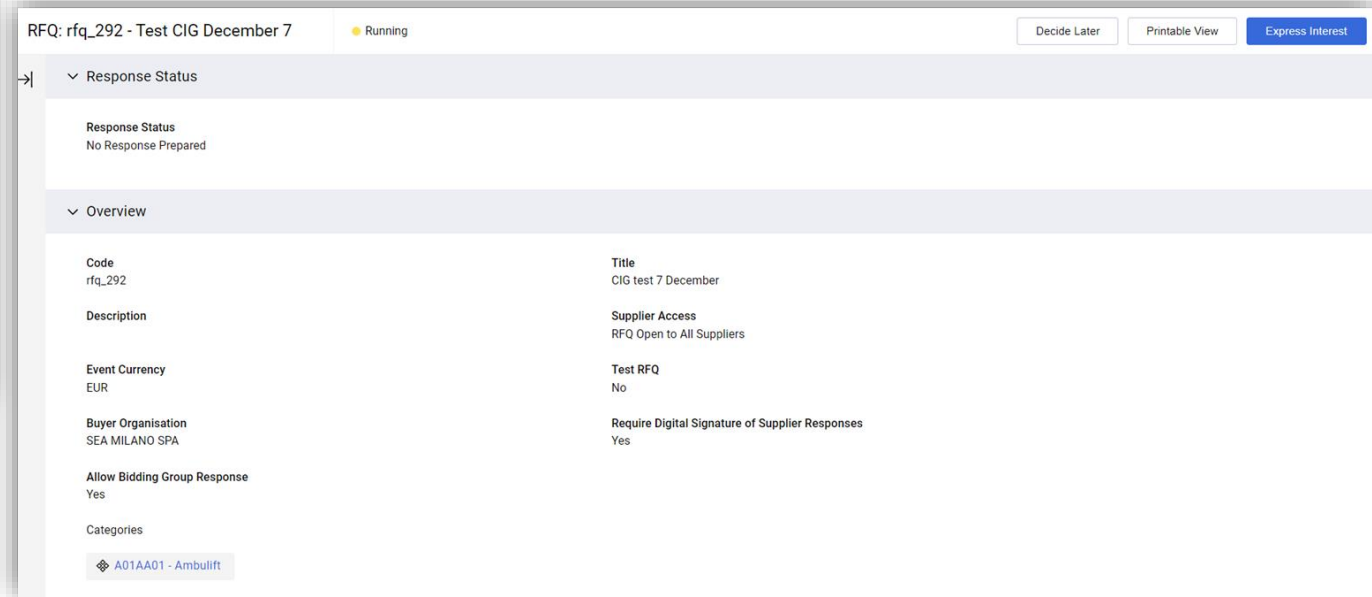 RFQ: rfq_292 - Test CIG December 7
Running
Decide Later
Printable View
Express Interest
Response Status
Response Status
No Response Prepared
Overview
Code
rfq_292
Title
CIG test 7 December
Description
Supplier Access
RFQ Open to All Suppliers
Event Currency
EUR
Test RFQ
No
Buyer Organisation
SEA MILANO SPA
Require Digital Signature of Supplier Responses
Yes
Allow Bidding Group Response
Yes
Categories
A01AA01 - Ambulift